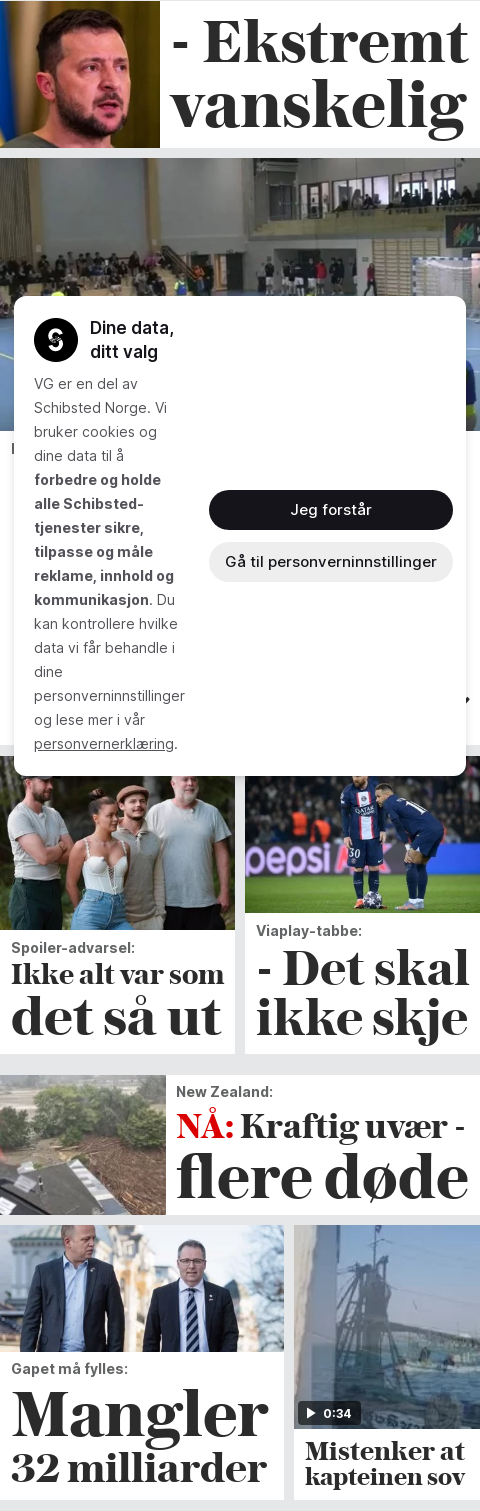 - Ekstremt
vanskelig
Dine data,
ditt valg
VG er en del av
Schibsted Norge. Vi
bruker cookies og
dine data til å
forbedre og holde
alle Schibsted-
tjenester sikre,
tilpasse og måle
reklame, innhold og
kommunikasjon. Du
kan kontrollere hvilke
data vi får behandle i
dine
personverninnstillinger
og lese mer i vår
personvernerklæring.
Jeg forstår
Gå til personverninnstillinger
30
pepsi
Spoiler-advarsel:
Ikke alt var som
det så ut
Viaplay-tabbe:
- Det skal
ikke skje
New Zealand:
NÅ: Kraftig uvær -
flere døde
Gapet må fylles:
Mangler
32 milliarder
0:34
Mistenker at
kapteinen sov